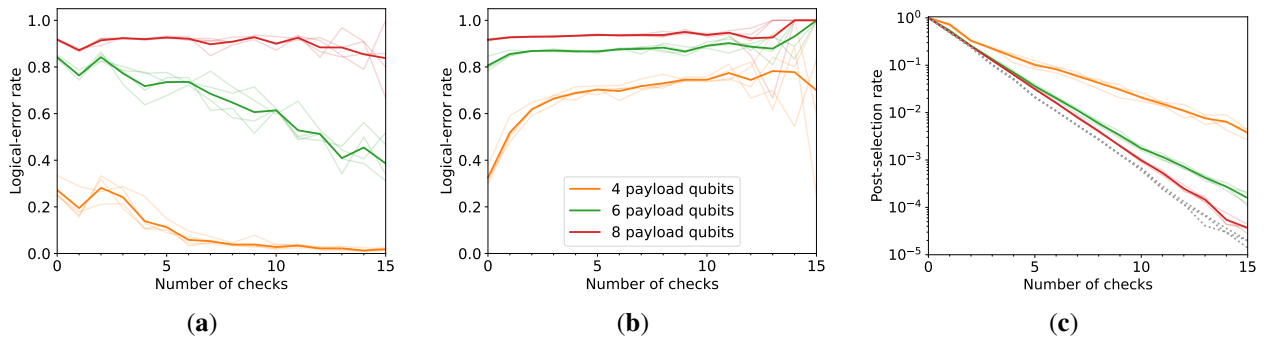 1.0
0.8
0.6
0.4
0.2
0.0
0 5 10 15
Logical-error rate
Number of checks
(a)
1.0
0.8
0.6
0.4
0.2
0.0
0 5 10 15
Logical-error rate
Number of checks
4 payload qubits
6 payload qubits
8 payload qubits
(b)
10⁰
10⁻¹
10⁻²
10⁻³
10⁻⁴
10⁻⁵
0 5 10 15
Post-selection rate
Number of checks
(c)